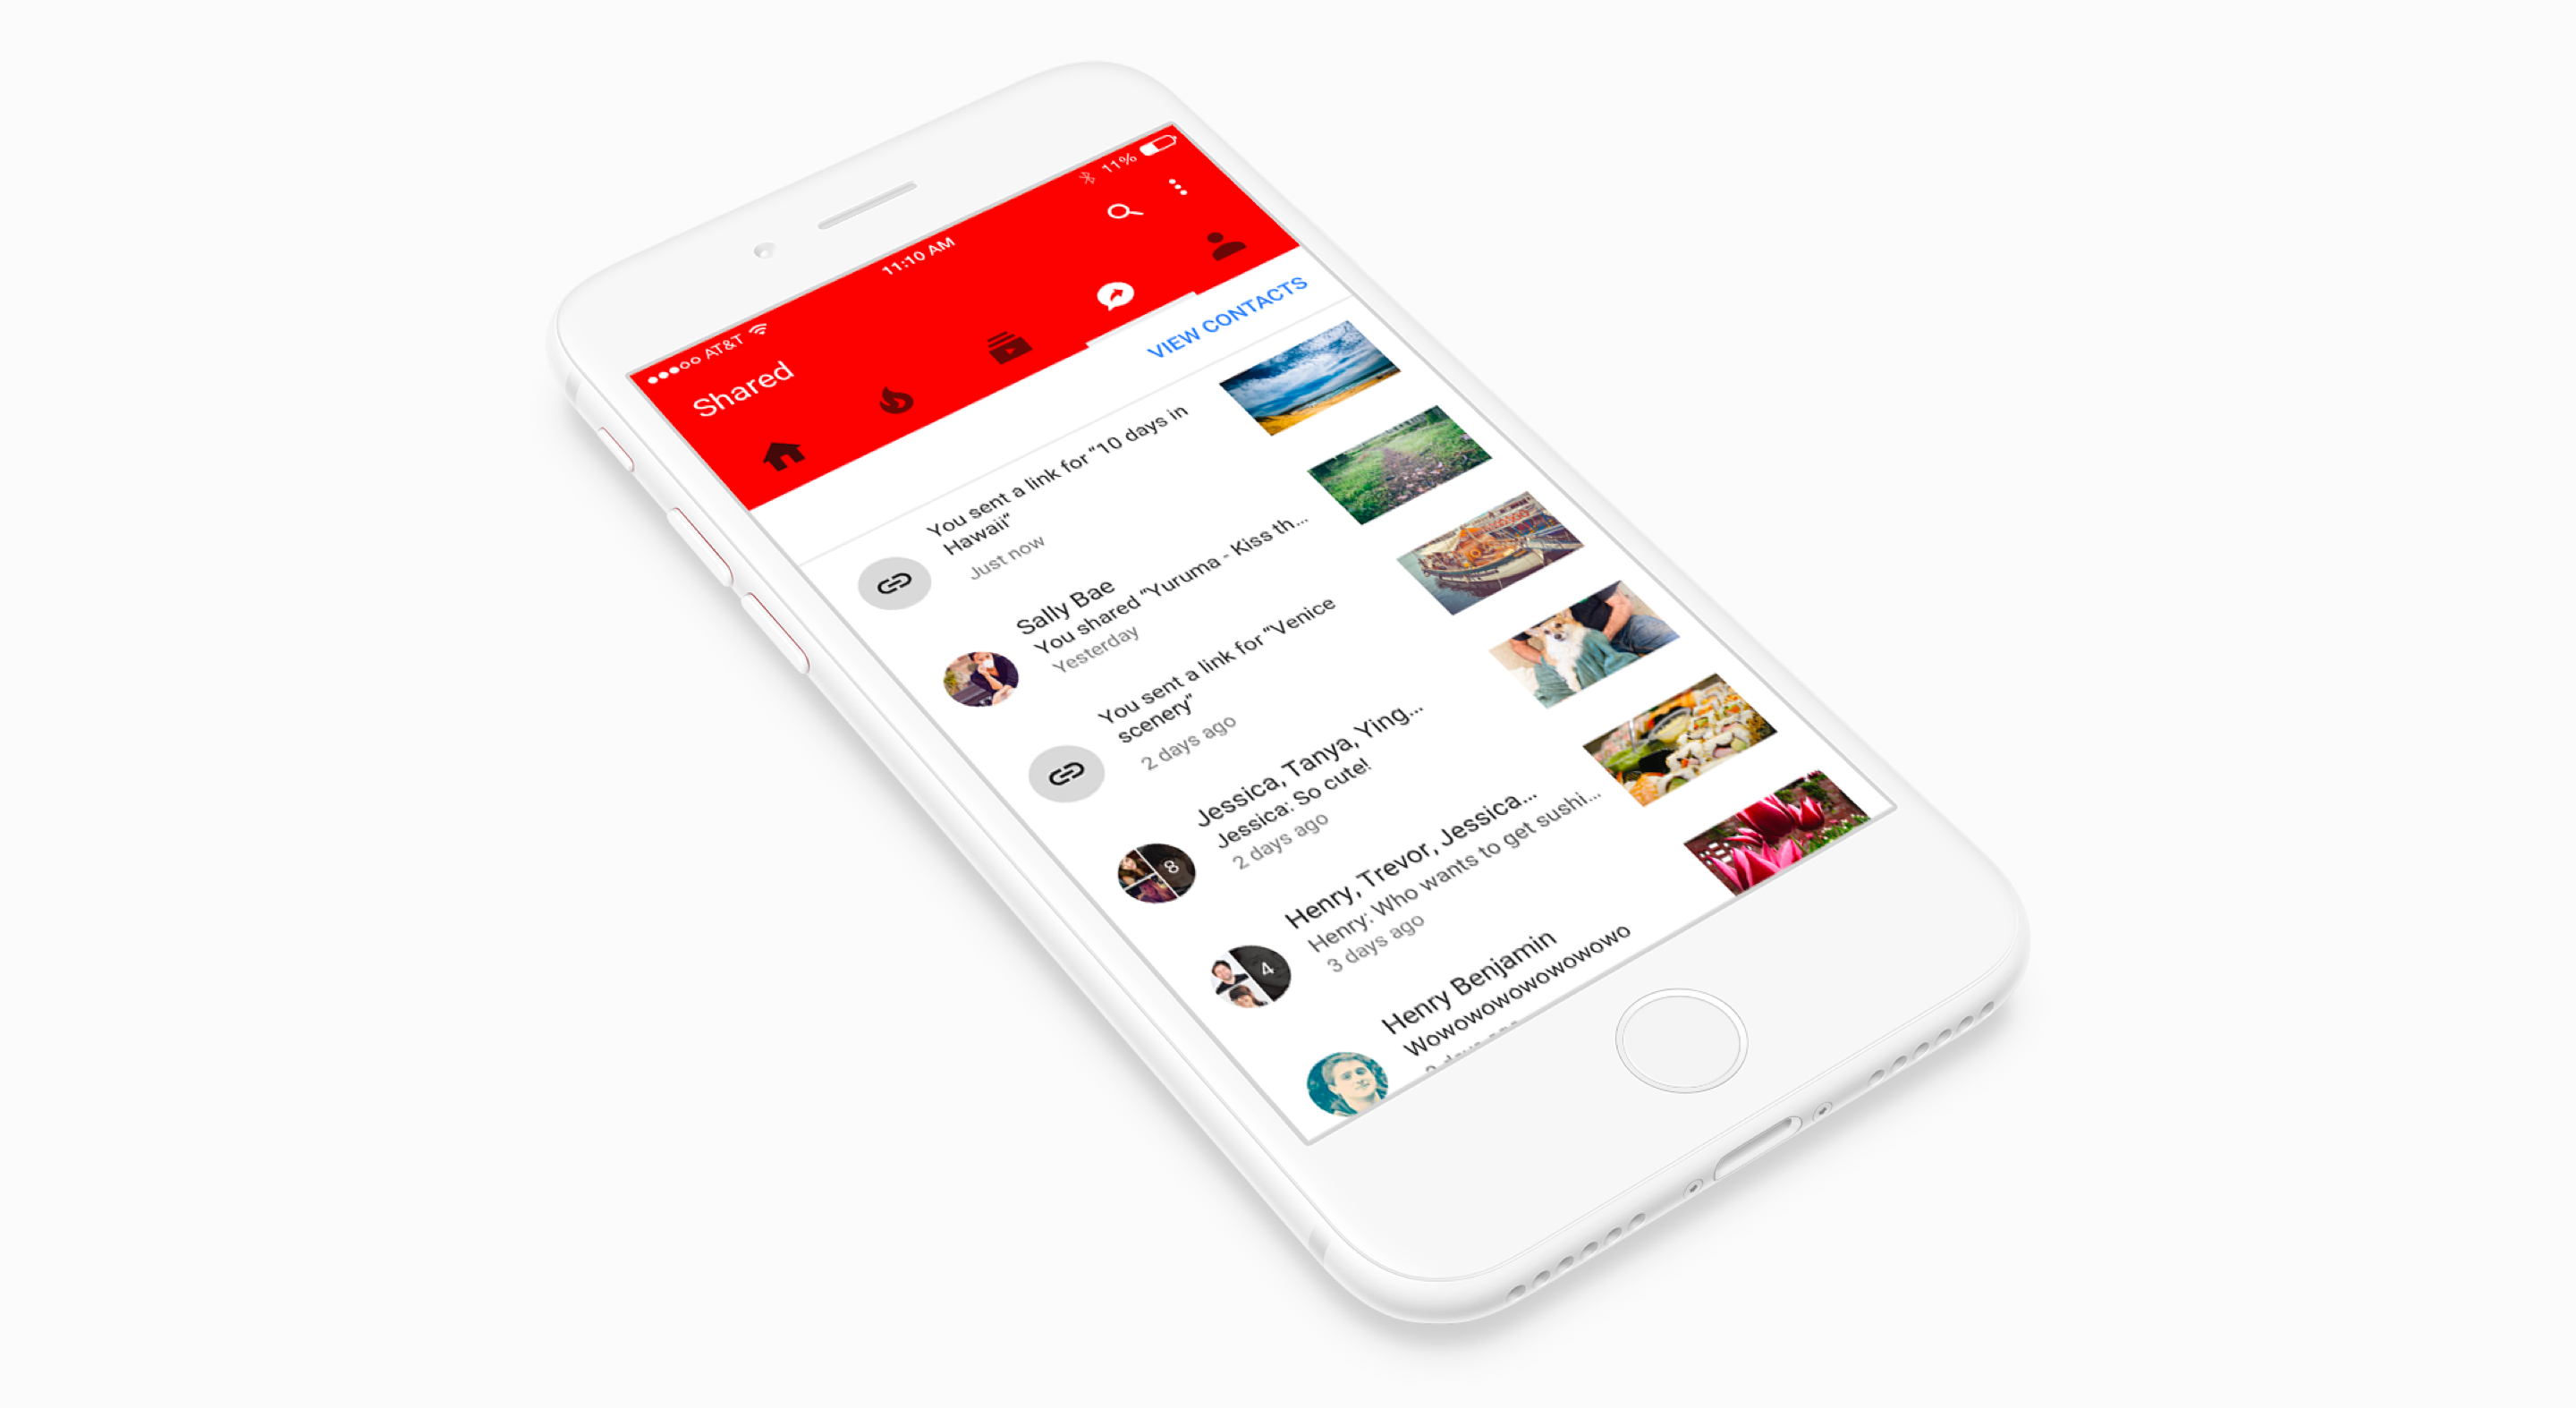 AT&T 11:10 AM 11%
Shared
VIEW CONTACTS
You sent a link for “10 days in
Hawaii”
Just now
Sally Bae
You shared “Yuruma - Kiss th...
Yesterday
You sent a link for “Venice
scenery”
2 days ago
Jessica, Tanya, Ying...
Jessica: So cute!
2 days ago
8
Henry, Trevor, Jessica...
Henry: Who wants to get sushi...
3 days ago
4
Henry Benjamin
Wowowowowowowowo